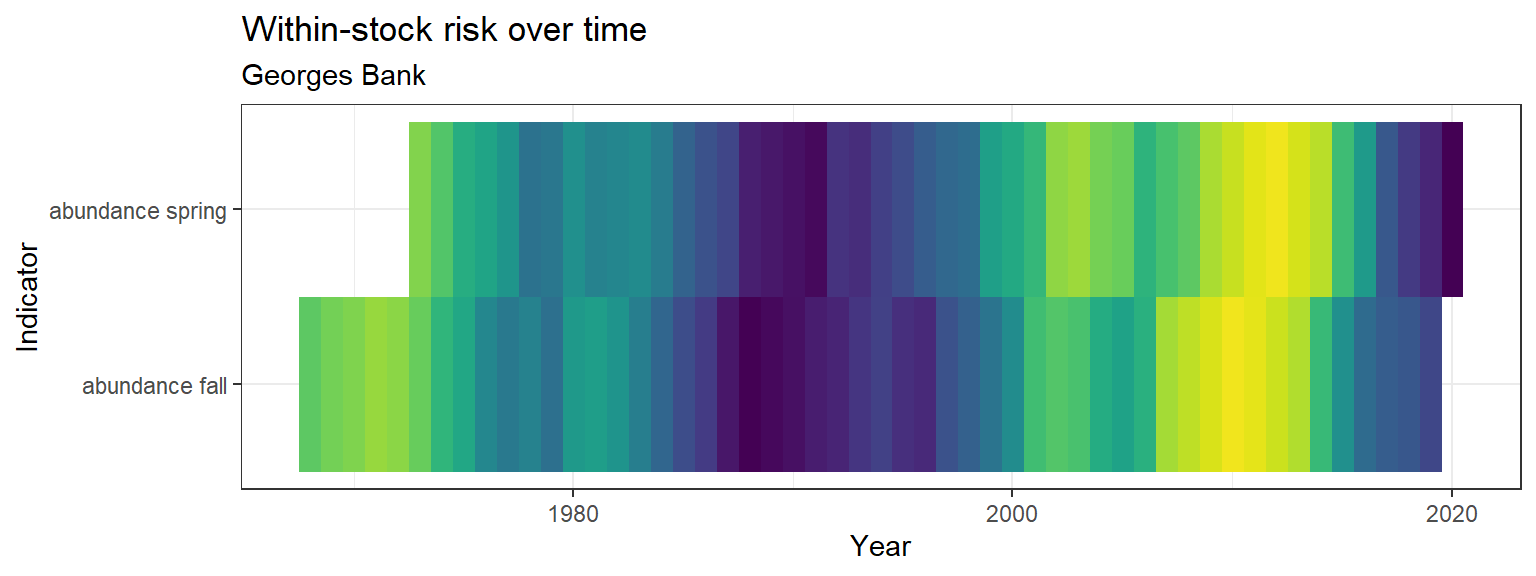 Within-stock risk over time
Georges Bank
Indicator
abundance spring
abundance fall
1980
2000
2020
Year